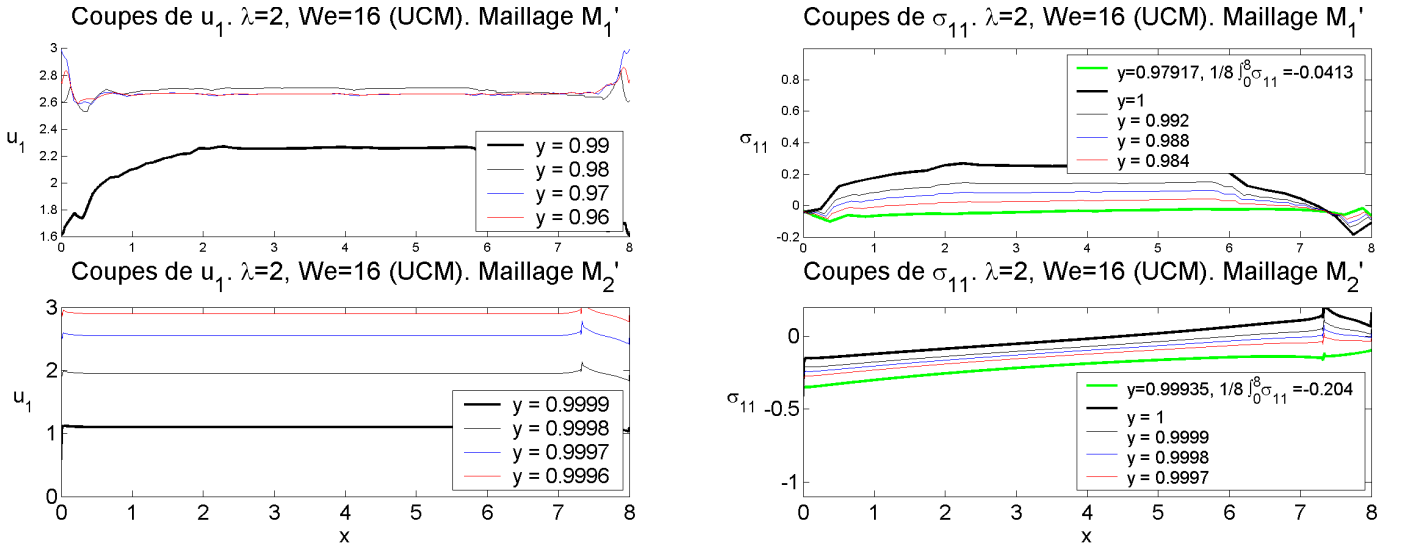 Coupes de u₁. λ=2, We=16 (UCM). Maillage M₁'
3
2.8
2.6
2.4
u₁
2.2
2
1.8
1.6
y = 0.99
y = 0.98
y = 0.97
y = 0.96
0 1 2 3 4 5 6 7 8
Coupes de σ₁₁. λ=2, We=16 (UCM). Maillage M₁'
0.8
0.6
0.4
σ₁₁
0.2
0
-0.2
y=0.97917, 1/8 ∫₀⁸σ₁₁ =-0.0413
y=1
y = 0.992
y = 0.988
y = 0.984
0 1 2 3 4 5 6 7 8
Coupes de u₁. λ=2, We=16 (UCM). Maillage M₂'
3
2
u₁
1
0
y = 0.9999
y = 0.9998
y = 0.9997
y = 0.9996
0 1 2 3 4 5 6 7 8
x
Coupes de σ₁₁. λ=2, We=16 (UCM). Maillage M₂'
0
σ₁₁
-0.5
-1
y=0.99935, 1/8 ∫₀⁸σ₁₁ =-0.204
y = 1
y = 0.9999
y = 0.9998
y = 0.9997
0 1 2 3 4 5 6 7 8
x